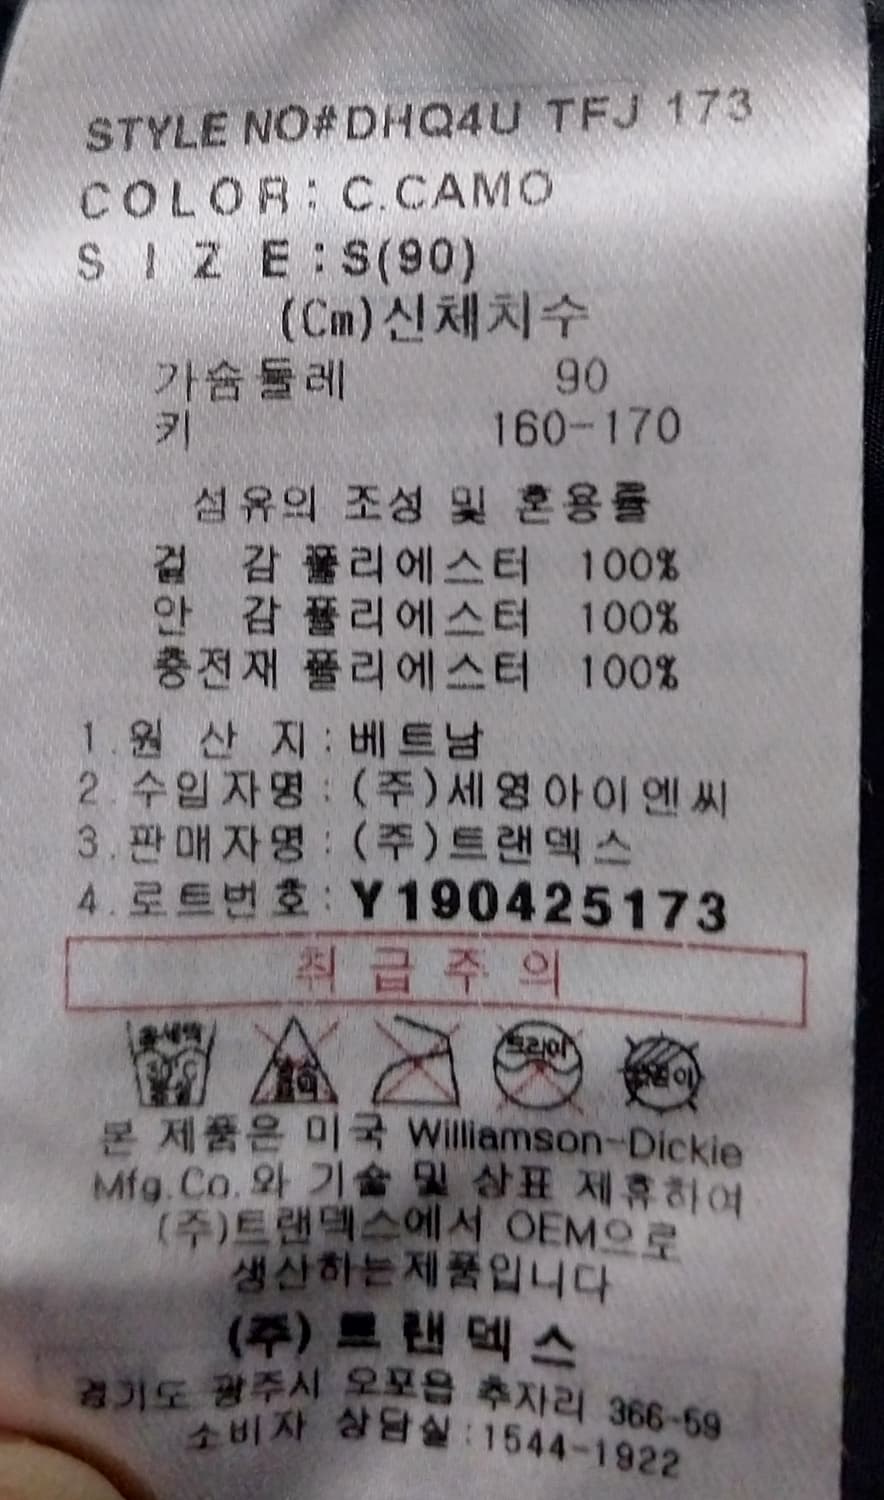 STYLE NO#DHQ4U TFJ 173
COLOR: C.CAMO
SIZE:S(90)
(Cm)신체치수
가슴둘레 90
키 160-170
섬유의 조성 및 혼용률
겉 감 폴리에스터 100%
안 감 폴리에스터 100%
충전재 폴리에스터 100%
1.원 산 지:베트남
2.수입자명:(주)세영아이엔씨
3.판매자명:(주)트랜덱스
4.로트번호:Y190425173
취급주의
드라이
본 제품은 미국 Williamson-Dickie
Mfg.Co.와 기술 및 상표 제휴하여
(주)트랜덱스에서 OEM으로
생산하는제품입니다
(주)트랜덱스
경기도 광주시 오포읍 추자리 366-59
소비자 상담실:1544-1922